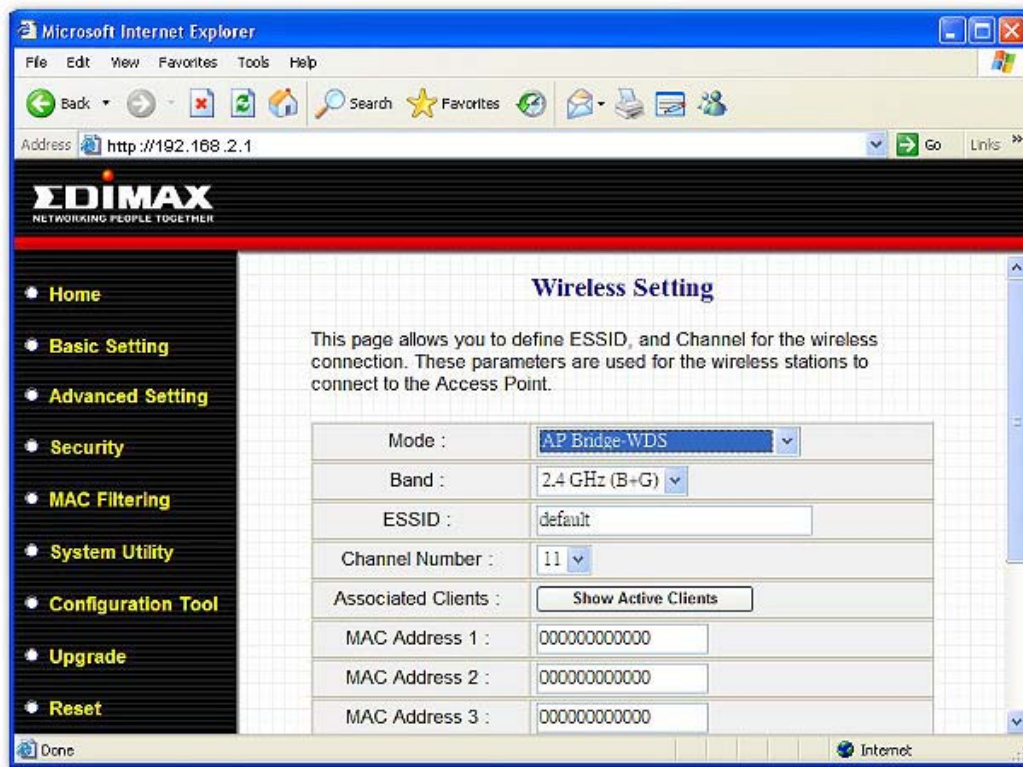 Microsoft Internet Explorer
File Edit View Favorites Tools Help
Back Search Favorites
Address http://192.168.2.1 Go Links »
EDIMAX
NETWORKING PEOPLE TOGETHER
Home
Basic Setting
Advanced Setting
Security
MAC Filtering
System Utility
Configuration Tool
Upgrade
Reset
Wireless Setting
This page allows you to define ESSID, and Channel for the wireless
connection. These parameters are used for the wireless stations to
connect to the Access Point.
Mode : AP Bridge-WDS
Band : 2.4 GHz (B+G)
ESSID : default
Channel Number : 11
Associated Clients : Show Active Clients
MAC Address 1 : 000000000000
MAC Address 2 : 000000000000
MAC Address 3 : 000000000000
Done Internet